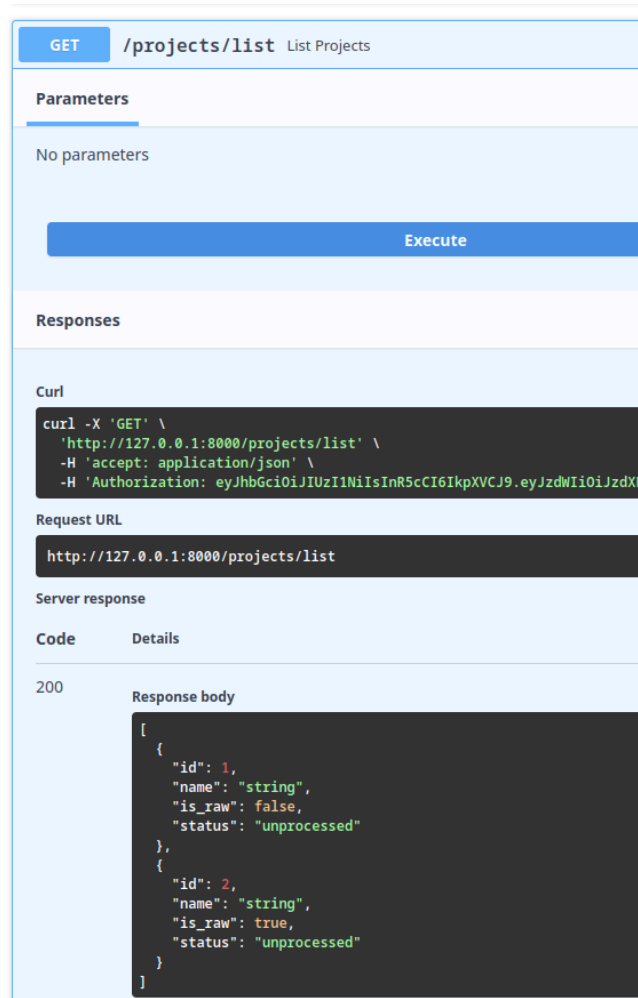 GET /projects/list List Projects
Parameters
No parameters
Execute
Responses
Curl
curl -X 'GET' \
'http://127.0.0.1:8000/projects/list' \
-H 'accept: application/json' \
-H 'Authorization: eyJhbGciOiJIUzI1NiIsInR5cCI6IkpXVCJ9.eyJzdWIiOiJzdX
Request URL
http://127.0.0.1:8000/projects/list
Server response
Code Details
200
Response body
[
{
"id": 1,
"name": "string",
"is_raw": false,
"status": "unprocessed"
},
{
"id": 2,
"name": "string",
"is_raw": true,
"status": "unprocessed"
}
]